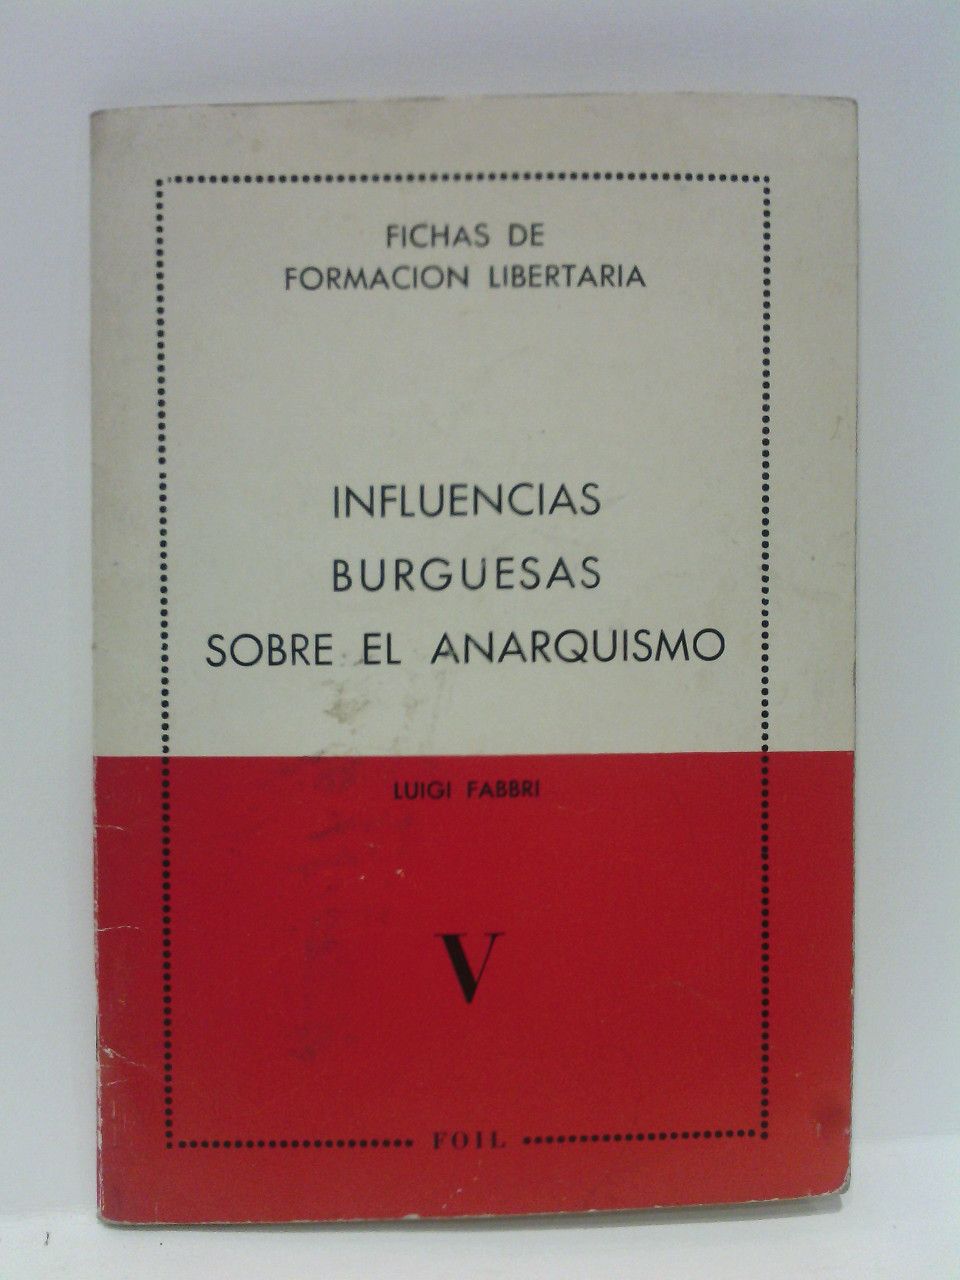 FICHAS DE
FORMACION LIBERTARIA
INFLUENCIAS
BURGUESAS
SOBRE EL ANARQUISMO
LUIGI FABBRI
V
FOIL